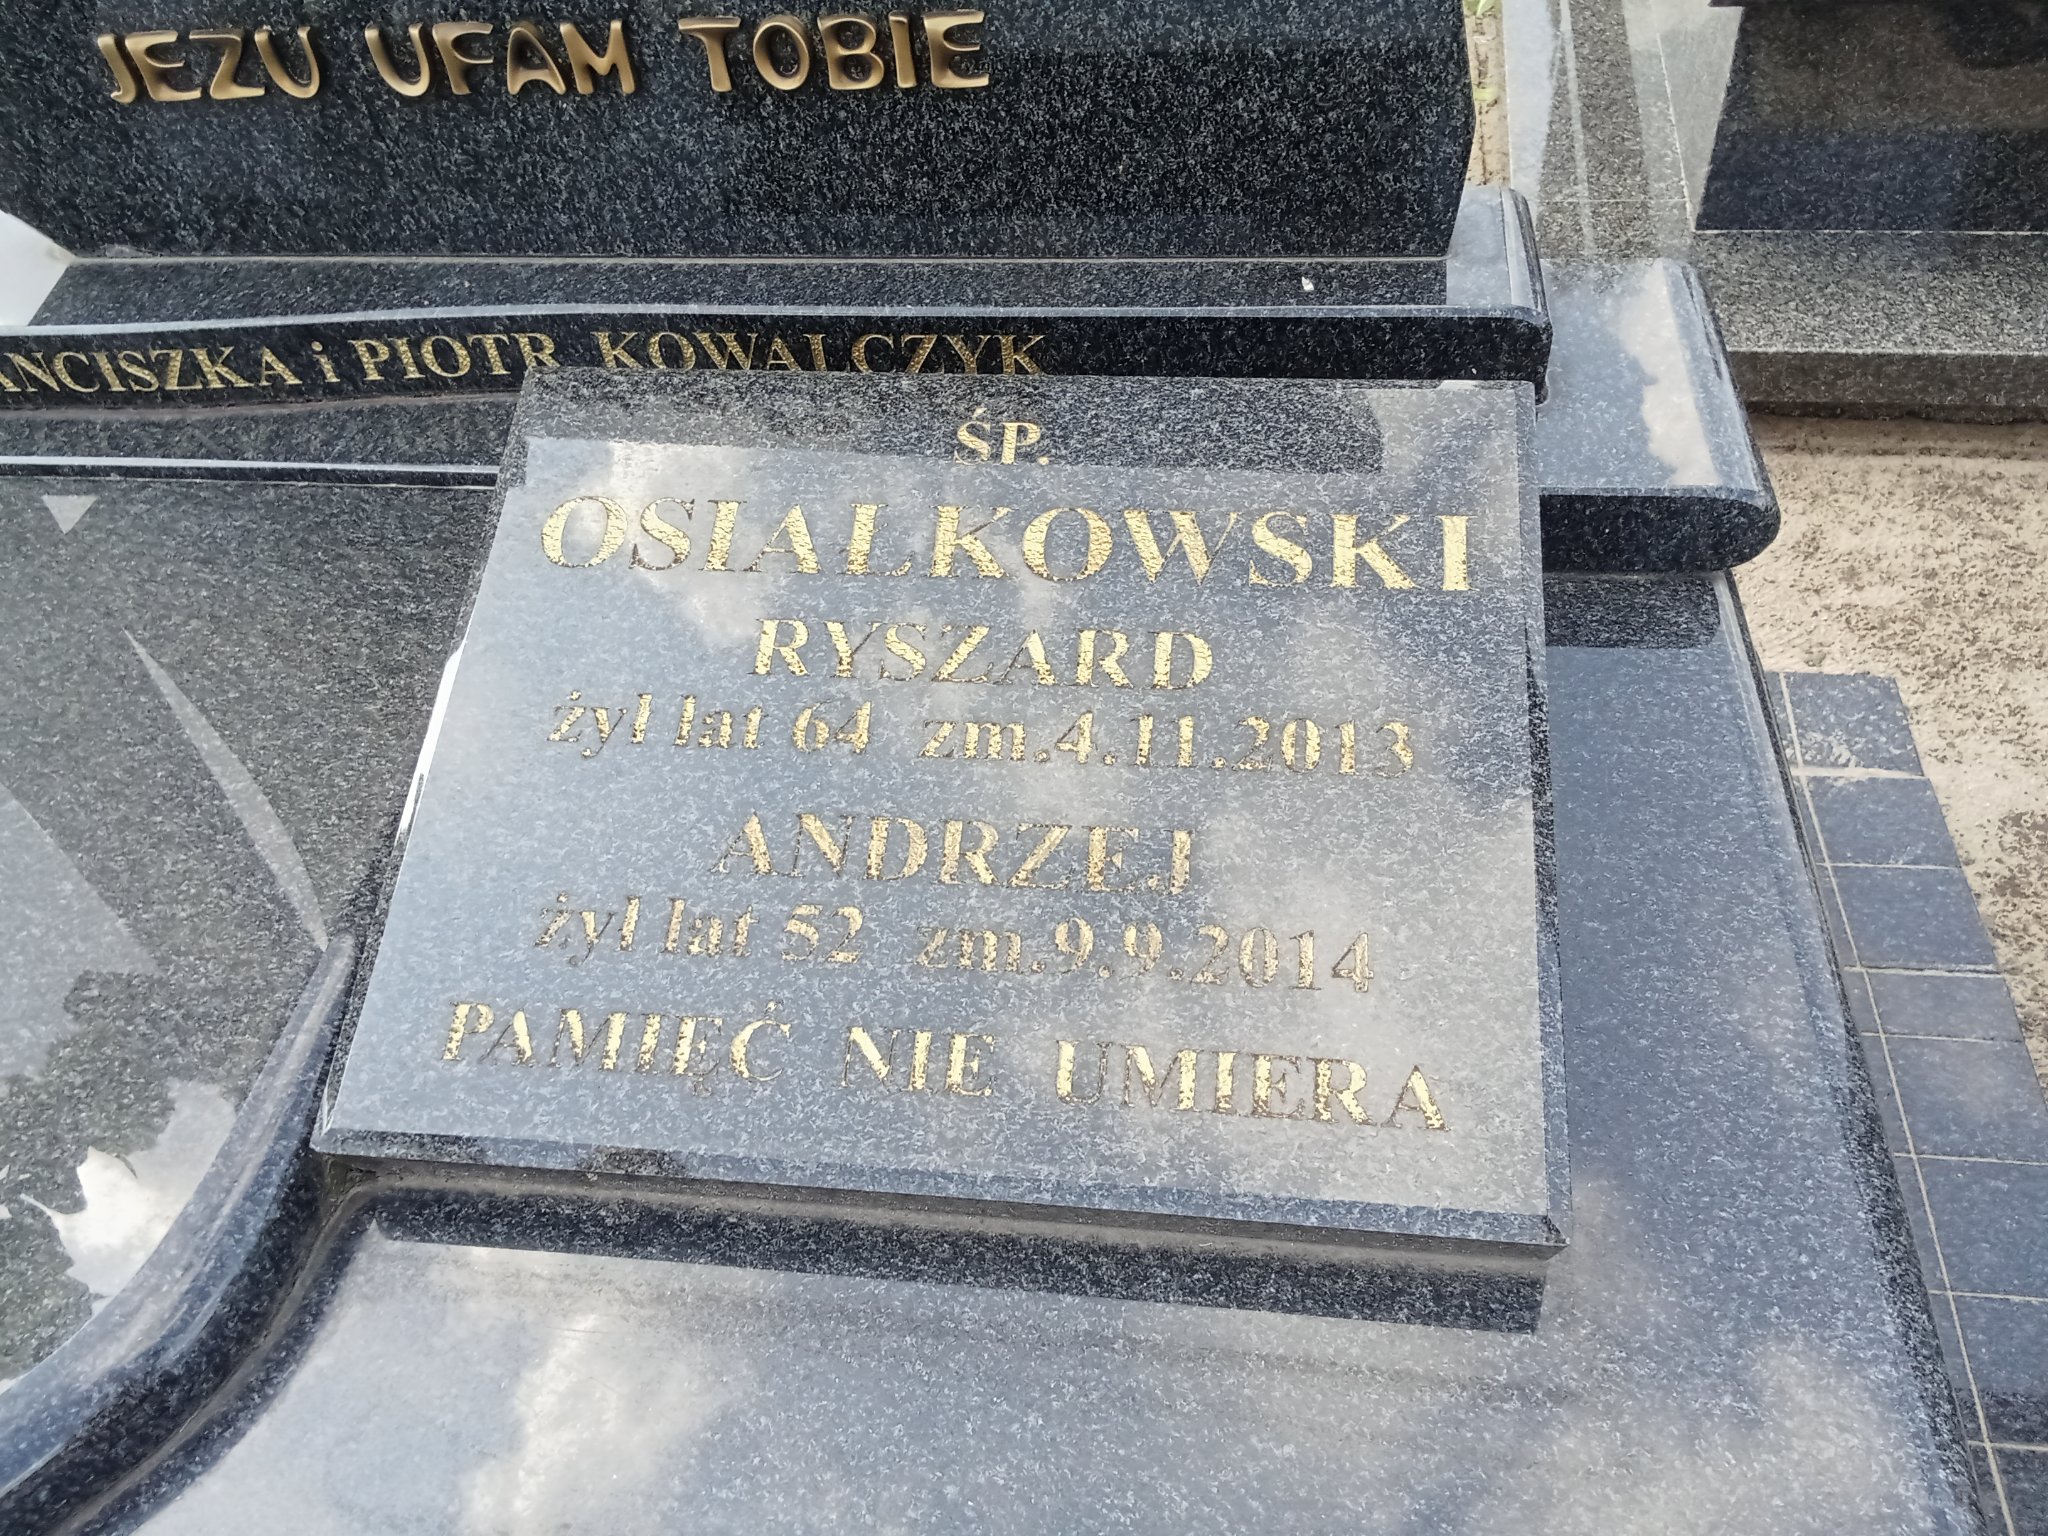 JEZU UFAM TOBIE
ANCISZKA i PIOTR KOWALCZYK
ŚP.
OSIALKOWSKI
RYSZARD
żył lat 64 zm.4.11.2013
ANDRZEJ
żył lat 52 zm.9.9.2014
PAMIĘĆ NIE UMIERA